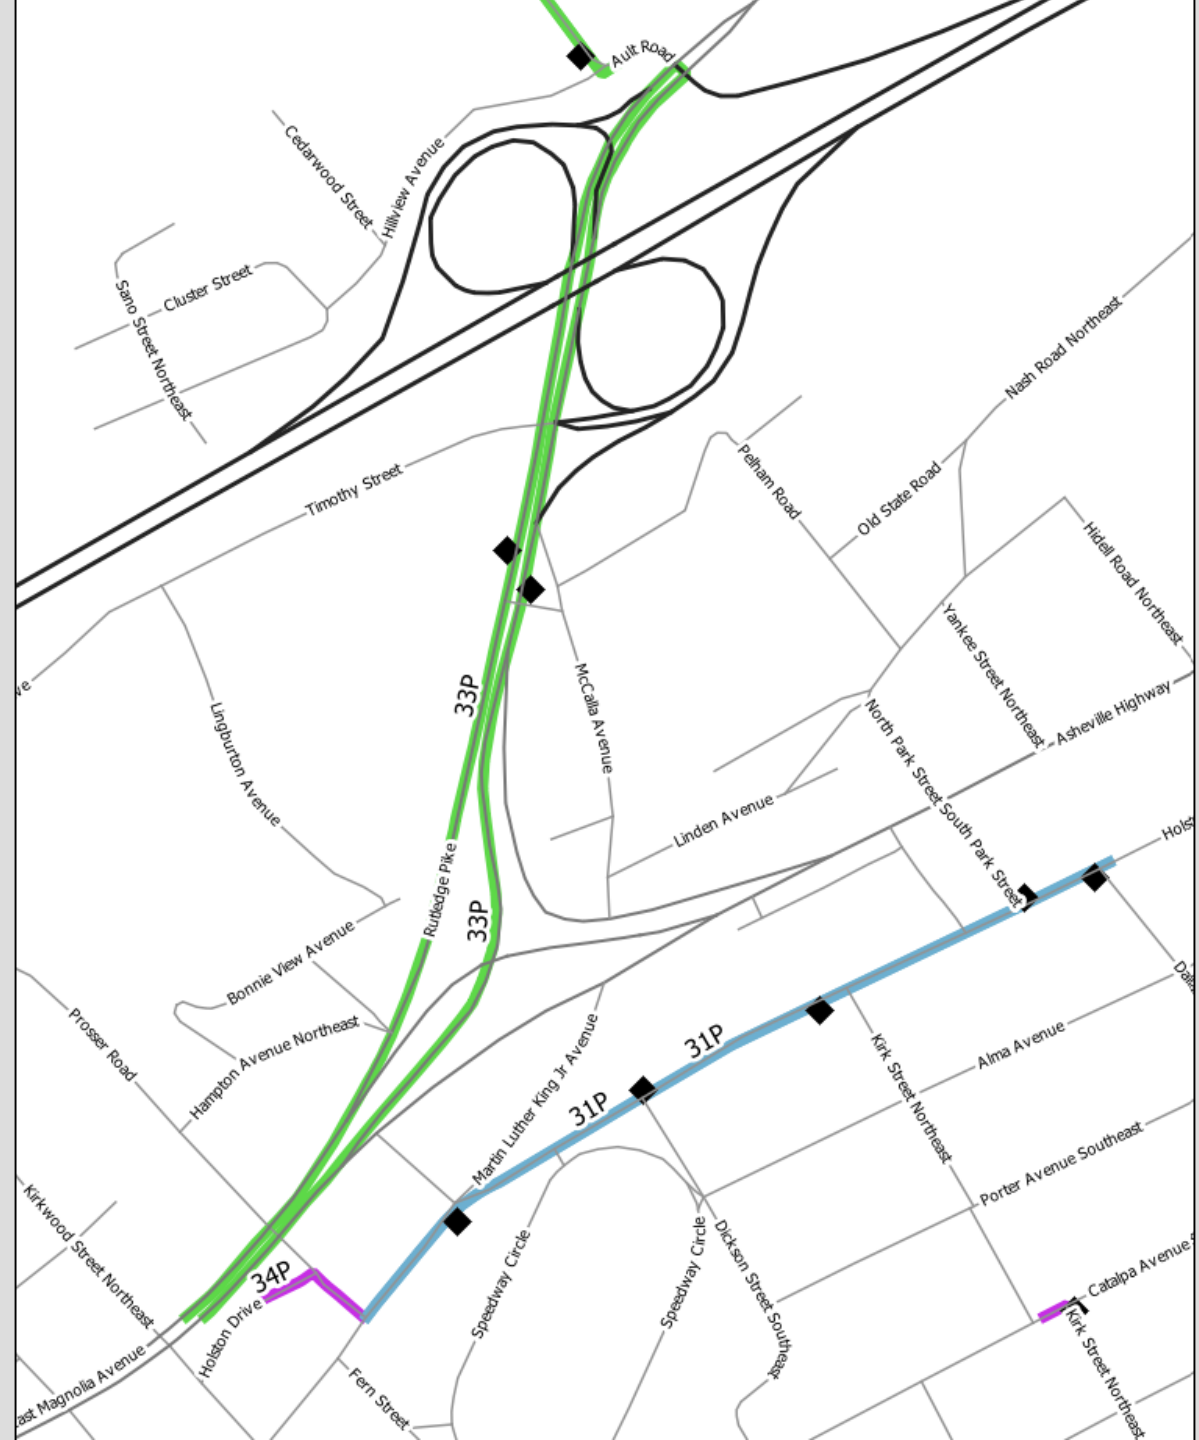 Ault Road
Cedarwood Street
Hillview Avenue
Cluster Street
Sano Street Northeast
Nash Road Northeast
Timothy Street
Pelham Road
Old State Road
Hidell Road Northeast
Yankee Street Northeast
ve
33P
McCalla Avenue
Lingburton Avenue
Asheville Highway
North Park Street
South Park Street
Linden Avenue
Hols
Rutledge Pike
33P
Bonnie View Avenue
Prosser Road
Hampton Avenue Northeast
Martin Luther King Jr Avenue
31P
31P
Kirk Street Northeast
Alma Avenue
Porter Avenue Southeast
Kirkwood Street Northeast
34P
Holston Drive
Speedway Circle
Speedway Circle
Dickson Street Southeast
Catalpa Avenue
Kirk Street Northeast
ast Magnolia Avenue
Fern Street